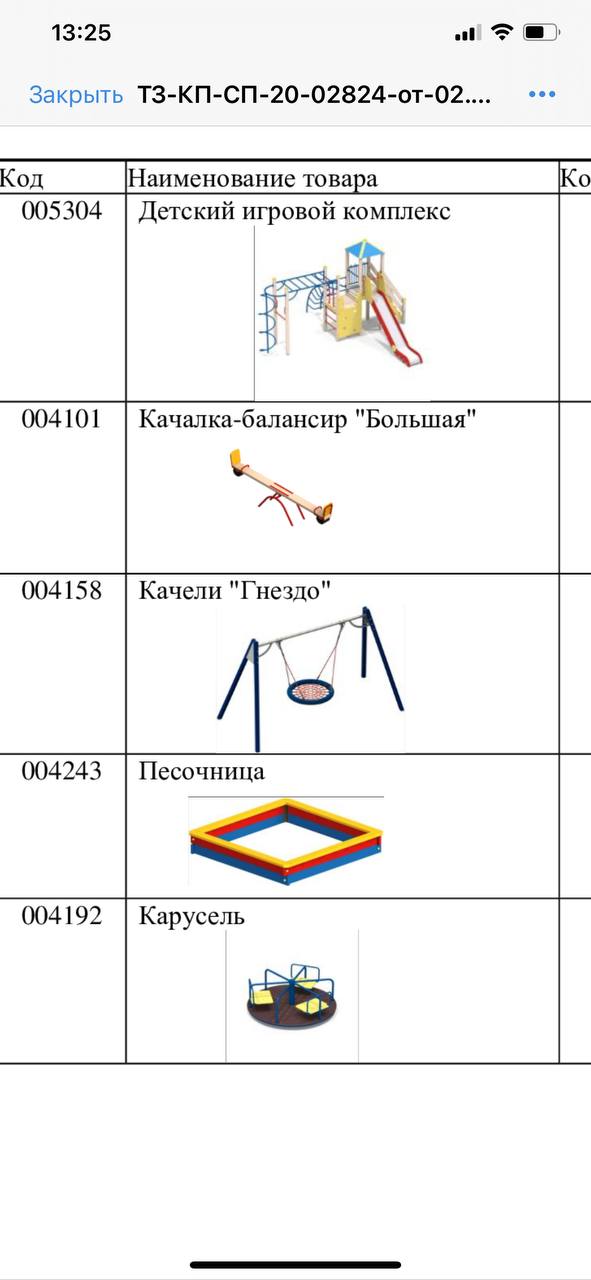 13:25
Закрыть ТЗ-КП-СП-20-02824-от-02....
Код Наименование товара Ко
005304 Детский игровой комплекс
004101 Качалка-балансир "Большая"
004158 Качели "Гнездо"
004243 Песочница
004192 Карусель